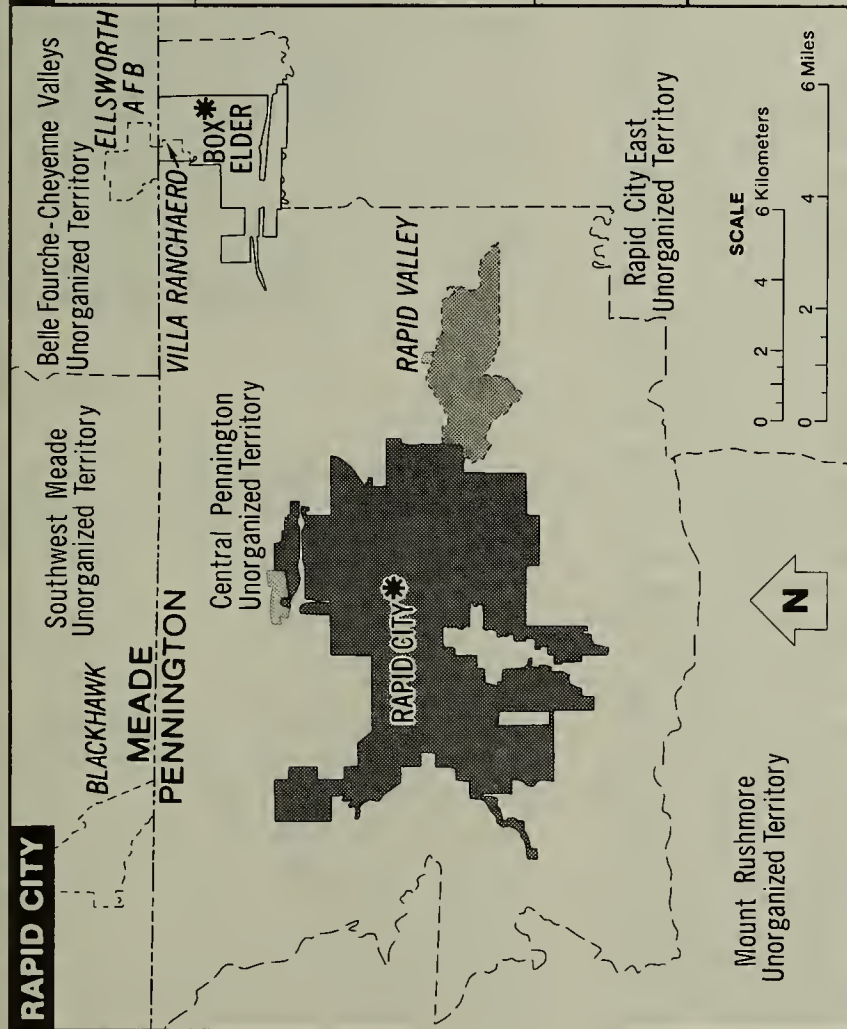 RAPID CITY
BLACKHAWK
MEADE
PENNINGTON
Southwest Meade
Unorganized Territory
Belle Fourche-Cheyenne Valleys
Unorganized Territory
ELLSWORTH
AFB
VILLA RANCHAERO
BOX
ELDER
Central Pennington
Unorganized Territory
RAPID CITY
RAPID VALLEY
Rapid City East
Unorganized Territory
Mount Rushmore
Unorganized Territory
N
SCALE
0 2 4 6 Kilometers
0 2 4 6 Miles